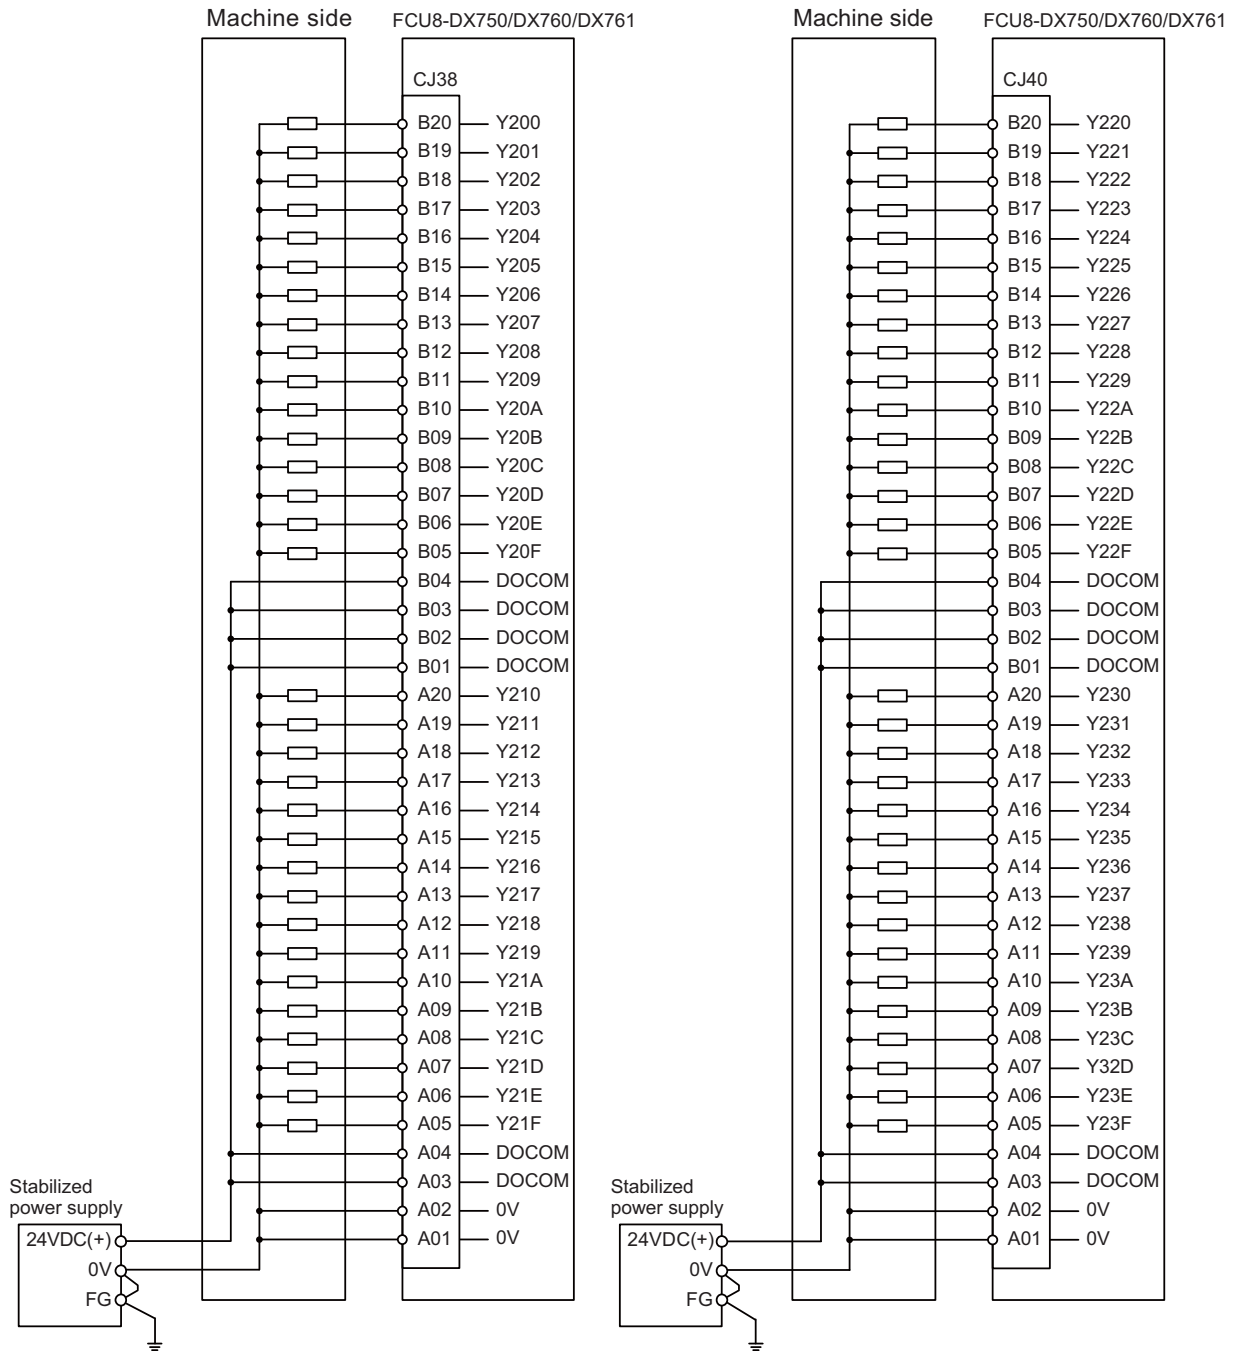 Machine side
FCU8-DX750/DX760/DX761
CJ38
B20 Y200
B19 Y201
B18 Y202
B17 Y203
B16 Y204
B15 Y205
B14 Y206
B13 Y207
B12 Y208
B11 Y209
B10 Y20A
B09 Y20B
B08 Y20C
B07 Y20D
B06 Y20E
B05 Y20F
B04 DOCOM
B03 DOCOM
B02 DOCOM
B01 DOCOM
A20 Y210
A19 Y211
A18 Y212
A17 Y213
A16 Y214
A15 Y215
A14 Y216
A13 Y217
A12 Y218
A11 Y219
A10 Y21A
A09 Y21B
A08 Y21C
A07 Y21D
A06 Y21E
A05 Y21F
A04 DOCOM
A03 DOCOM
A02 0V
A01 0V
Stabilized
power supply
24VDC(+)
0V
FG
Machine side
FCU8-DX750/DX760/DX761
CJ40
B20 Y220
B19 Y221
B18 Y222
B17 Y223
B16 Y224
B15 Y225
B14 Y226
B13 Y227
B12 Y228
B11 Y229
B10 Y22A
B09 Y22B
B08 Y22C
B07 Y22D
B06 Y22E
B05 Y22F
B04 DOCOM
B03 DOCOM
B02 DOCOM
B01 DOCOM
A20 Y230
A19 Y231
A18 Y232
A17 Y233
A16 Y234
A15 Y235
A14 Y236
A13 Y237
A12 Y238
A11 Y239
A10 Y23A
A09 Y23B
A08 Y23C
A07 Y32D
A06 Y23E
A05 Y23F
A04 DOCOM
A03 DOCOM
A02 0V
A01 0V
Stabilized
power supply
24VDC(+)
0V
FG